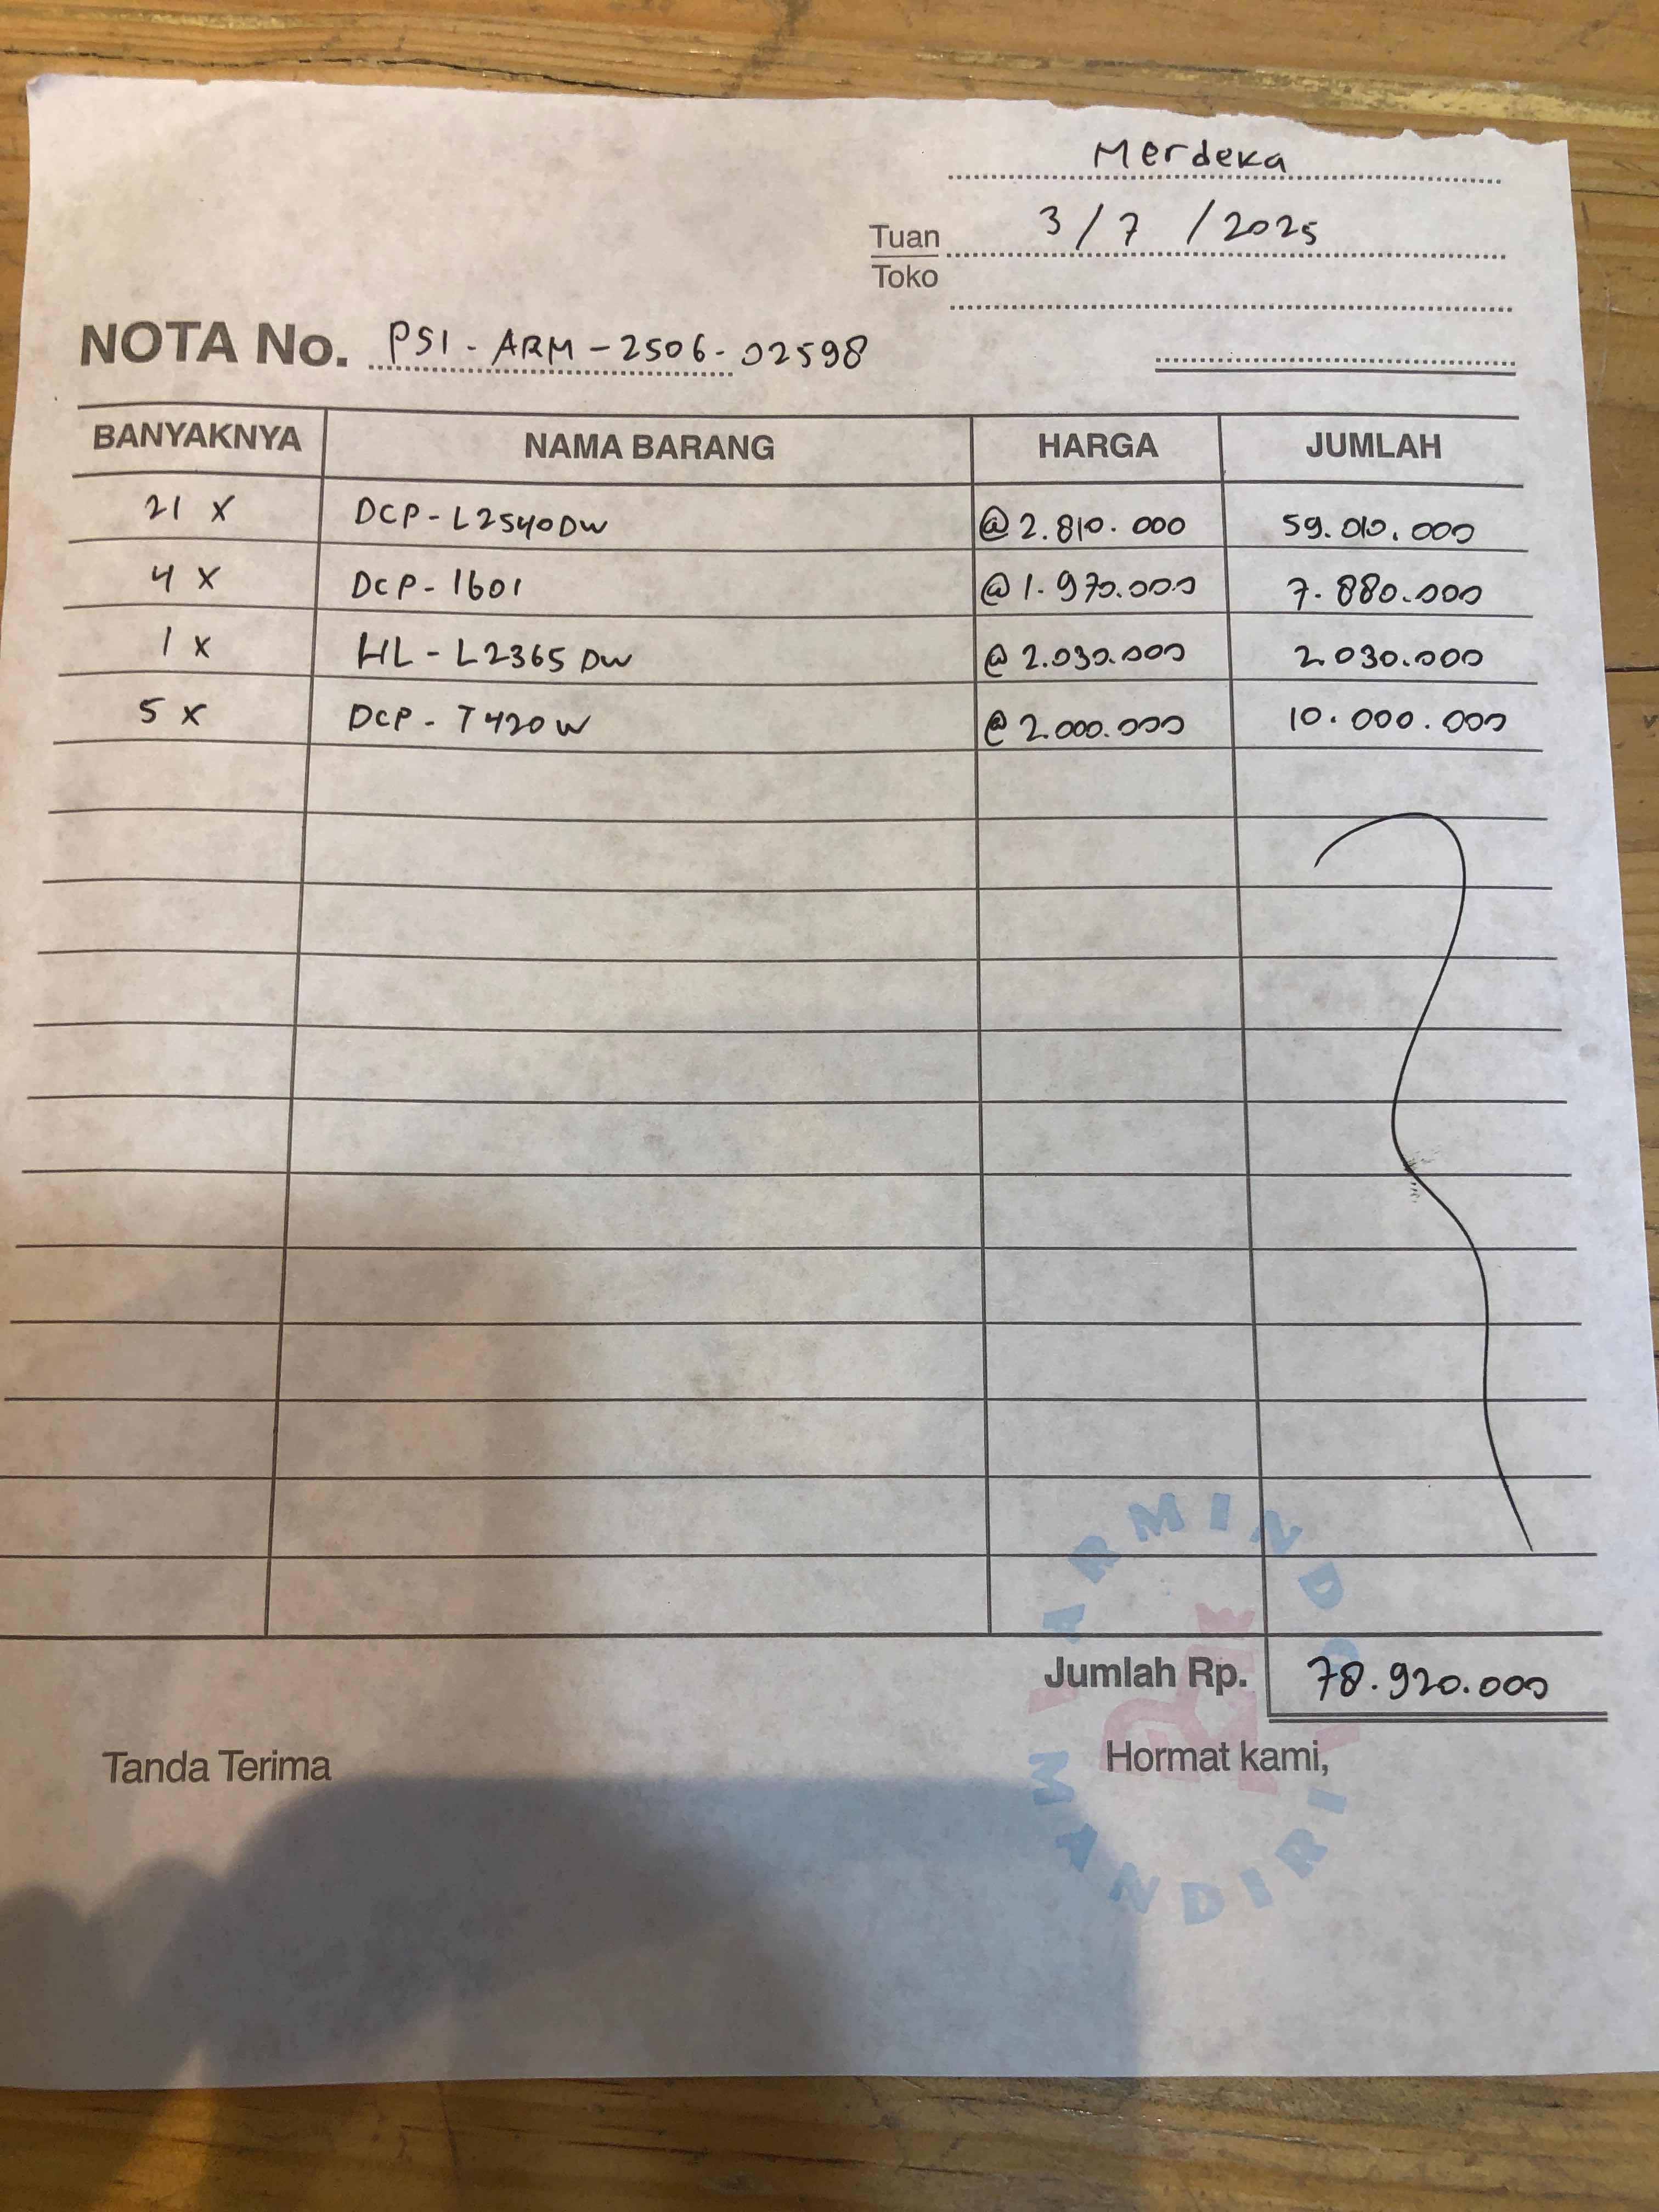 Merdeka
Tuan 3/7/2025
Toko
NOTA No. PSI-ARM-2506-02598
BANYAKNYA NAMA BARANG HARGA JUMLAH
21 x DCP-L2540DW @ 2.810.000 59.010.000
4 x DCP-1601 @ 1.970.000 7.880.000
1 x HL-L2365DW @ 2.030.000 2.030.000
5 x DCP-T420W @ 2.000.000 10.000.000
Jumlah Rp. 78.920.000
Tanda Terima Hormat kami,
ARMINDO MANDIRI